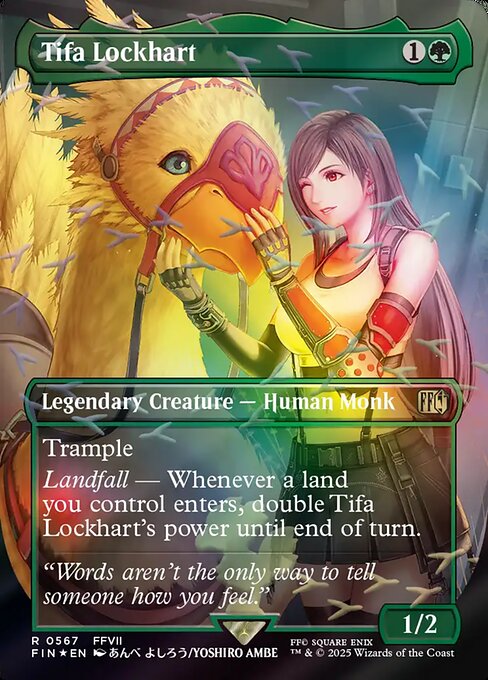 Tifa Lockhart
1
Legendary Creature — Human Monk
FFVII
Trample
Landfall — Whenever a land
you control enters, double Tifa
Lockhart's power until end of turn.
“Words aren't the only way to tell
someone how you feel.”
1/2
R 0567 FFVII
FIN★EN あんべ よしろう/YOSHIRO AMBE
FF© SQUARE ENIX
™ & © 2025 Wizards of the Coast